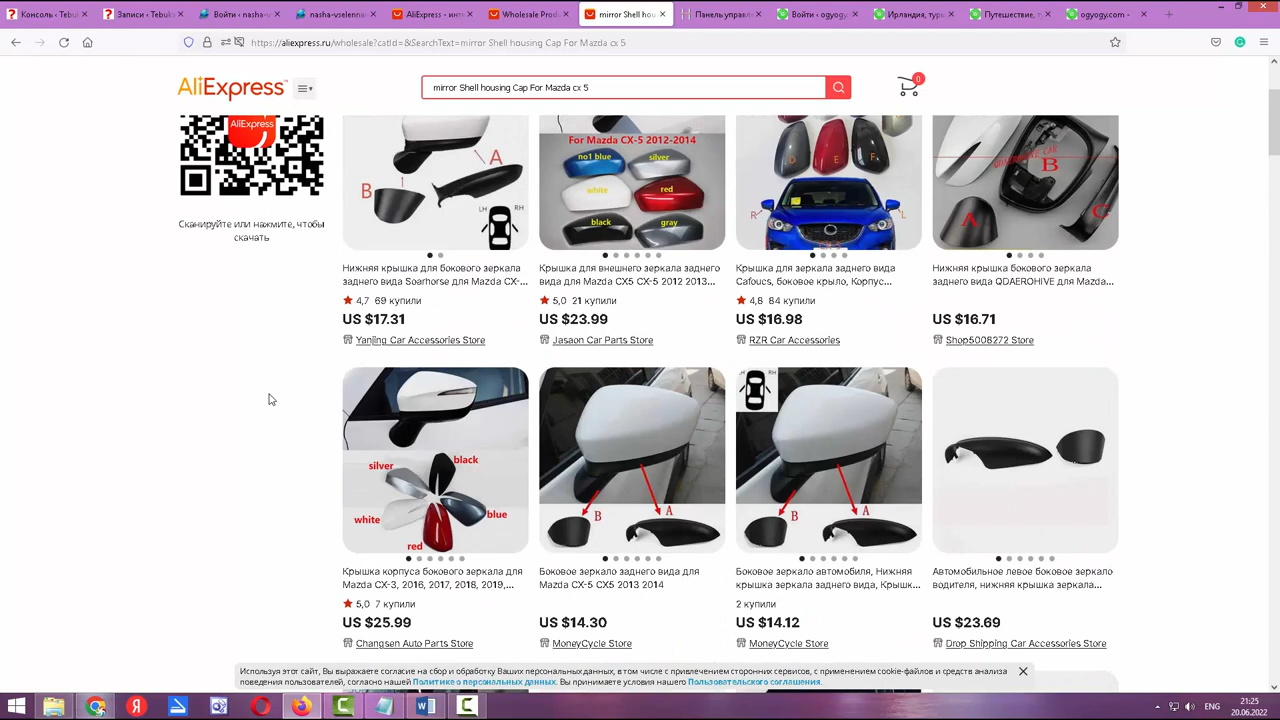 Консоль ‹ Tebu
Записи ‹ Tebuk
Войти ‹ nasha-v
nasha-vselenna
AliExpress - инт
Wholesale Prod
mirror Shell hou
Панель управл
Войти ‹ ogyogy
Ирландия, тур
Путешествие, т
ogyogy.com -
https://aliexpress.ru/wholesale?catId=&SearchText=mirror Shell housing Cap For Mazda cx 5
AliExpress
mirror Shell housing Cap For Mazda cx 5
0
AliExpress
Сканируйте или нажмите, чтобы
скачать
A
B
LH
RH
For Mazda CX-5 2012-2014
no1 blue
silver
white
red
black
gray
D
E
F
R
L
B
A
C
Нижняя крышка для бокового зеркала
заднего вида Soarhorse для Mazda CX-...
4,7 69 купили
US $17.31
Yanjing Car Accessories Store
Крышка для внешнего зеркала заднего
вида для Mazda CX5 CX-5 2012 2013...
5,0 21 купили
US $23.99
Jasaon Car Parts Store
Крышка для зеркала заднего вида
Cafoucs, боковое крыло, Корпус...
4,8 84 купили
US $16.98
RZR Car Accessories
Нижняя крышка бокового зеркала
заднего вида QDAEROHIVE для Mazda...
US $16.71
Shop5008272 Store
silver
black
white
blue
red
B
A
LH
RH
B
A
Крышка корпуса бокового зеркала для
Mazda CX-3, 2016, 2017, 2018, 2019,...
5,0 7 купили
US $25.99
Changsen Auto Parts Store
Боковое зеркало заднего вида для
Mazda CX-5 CX5 2013 2014
US $14.30
MoneyCycle Store
Боковое зеркало автомобиля, Нижняя
крышка зеркала заднего вида, Крышк...
2 купили
US $14.12
MoneyCycle Store
Автомобильное левое боковое зеркало
водителя, нижняя крышка зеркала...
US $23.69
Drop Shipping Car Accessories Store
Используя этот сайт, Вы выражаете согласие на сбор и обработку Ваших персональных данных, в том числе с привлечением сторонних сервисов, с применением cookie-файлов и средств анализа
поведения пользователей, согласно нашей Политике о персональных данных. Вы принимаете условия нашего Пользовательского соглашения.
ENG
21:25
20.06.2022